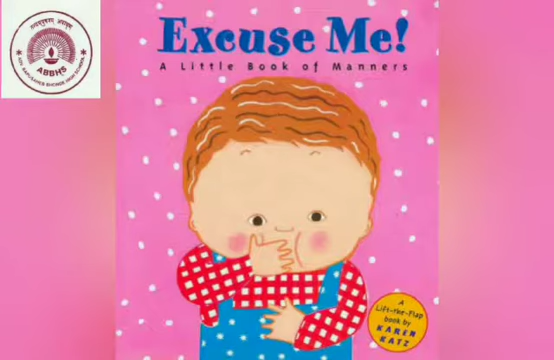 Excuse Me!
A Little Book of Manners
ABBHS
A
Lift-the-Flap
book by
KAREN
KATZ